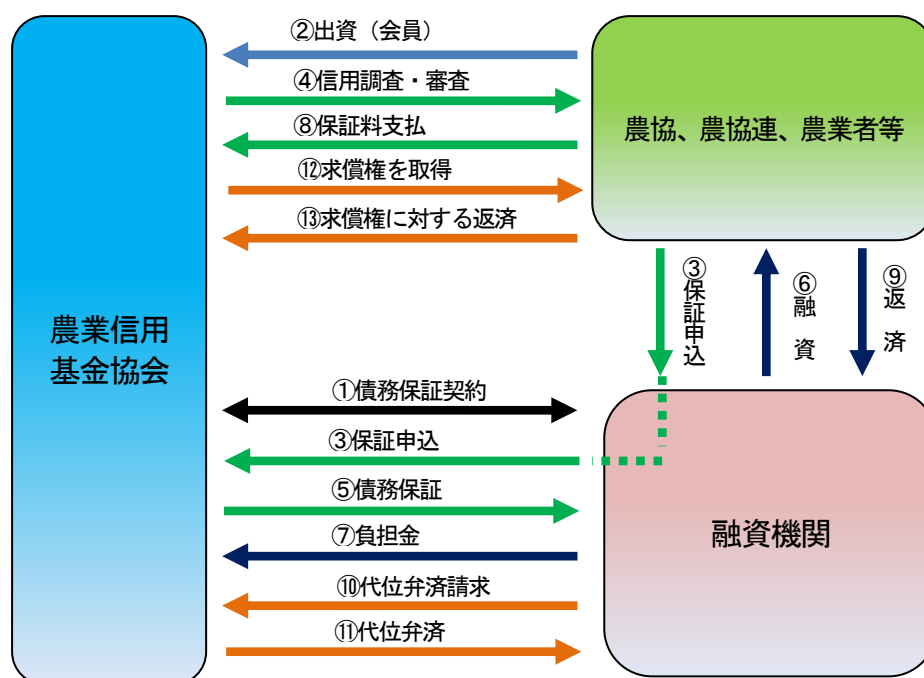 ②出資（会員）
④信用調査・審査
⑧保証料支払
⑫求償権を取得
⑬求償権に対する返済
農協、農協連、農業者等
③保証申込
⑥融　資
⑨返　済
農業信用
基金協会
①債務保証契約
③保証申込
⑤債務保証
⑦負担金
⑩代位弁済請求
⑪代位弁済
融資機関